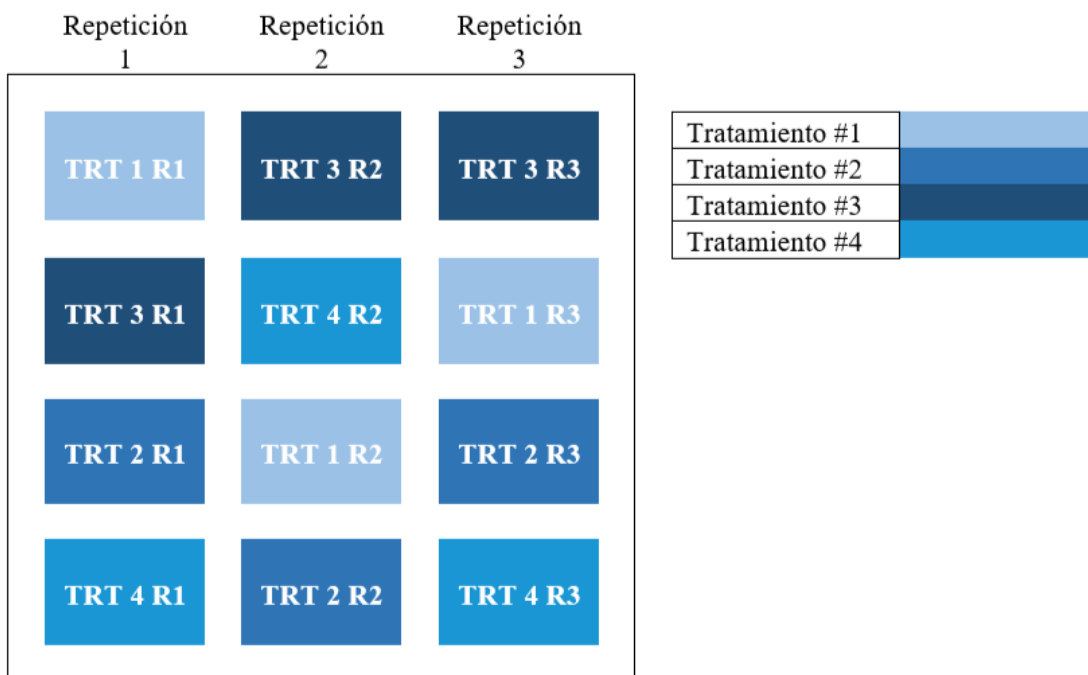 Repetición Repetición Repetición
1 2 3
TRT 1 R1 TRT 3 R2 TRT 3 R3
TRT 3 R1 TRT 4 R2 TRT 1 R3
TRT 2 R1 TRT 1 R2 TRT 2 R3
TRT 4 R1 TRT 2 R2 TRT 4 R3
Tratamiento #1
Tratamiento #2
Tratamiento #3
Tratamiento #4